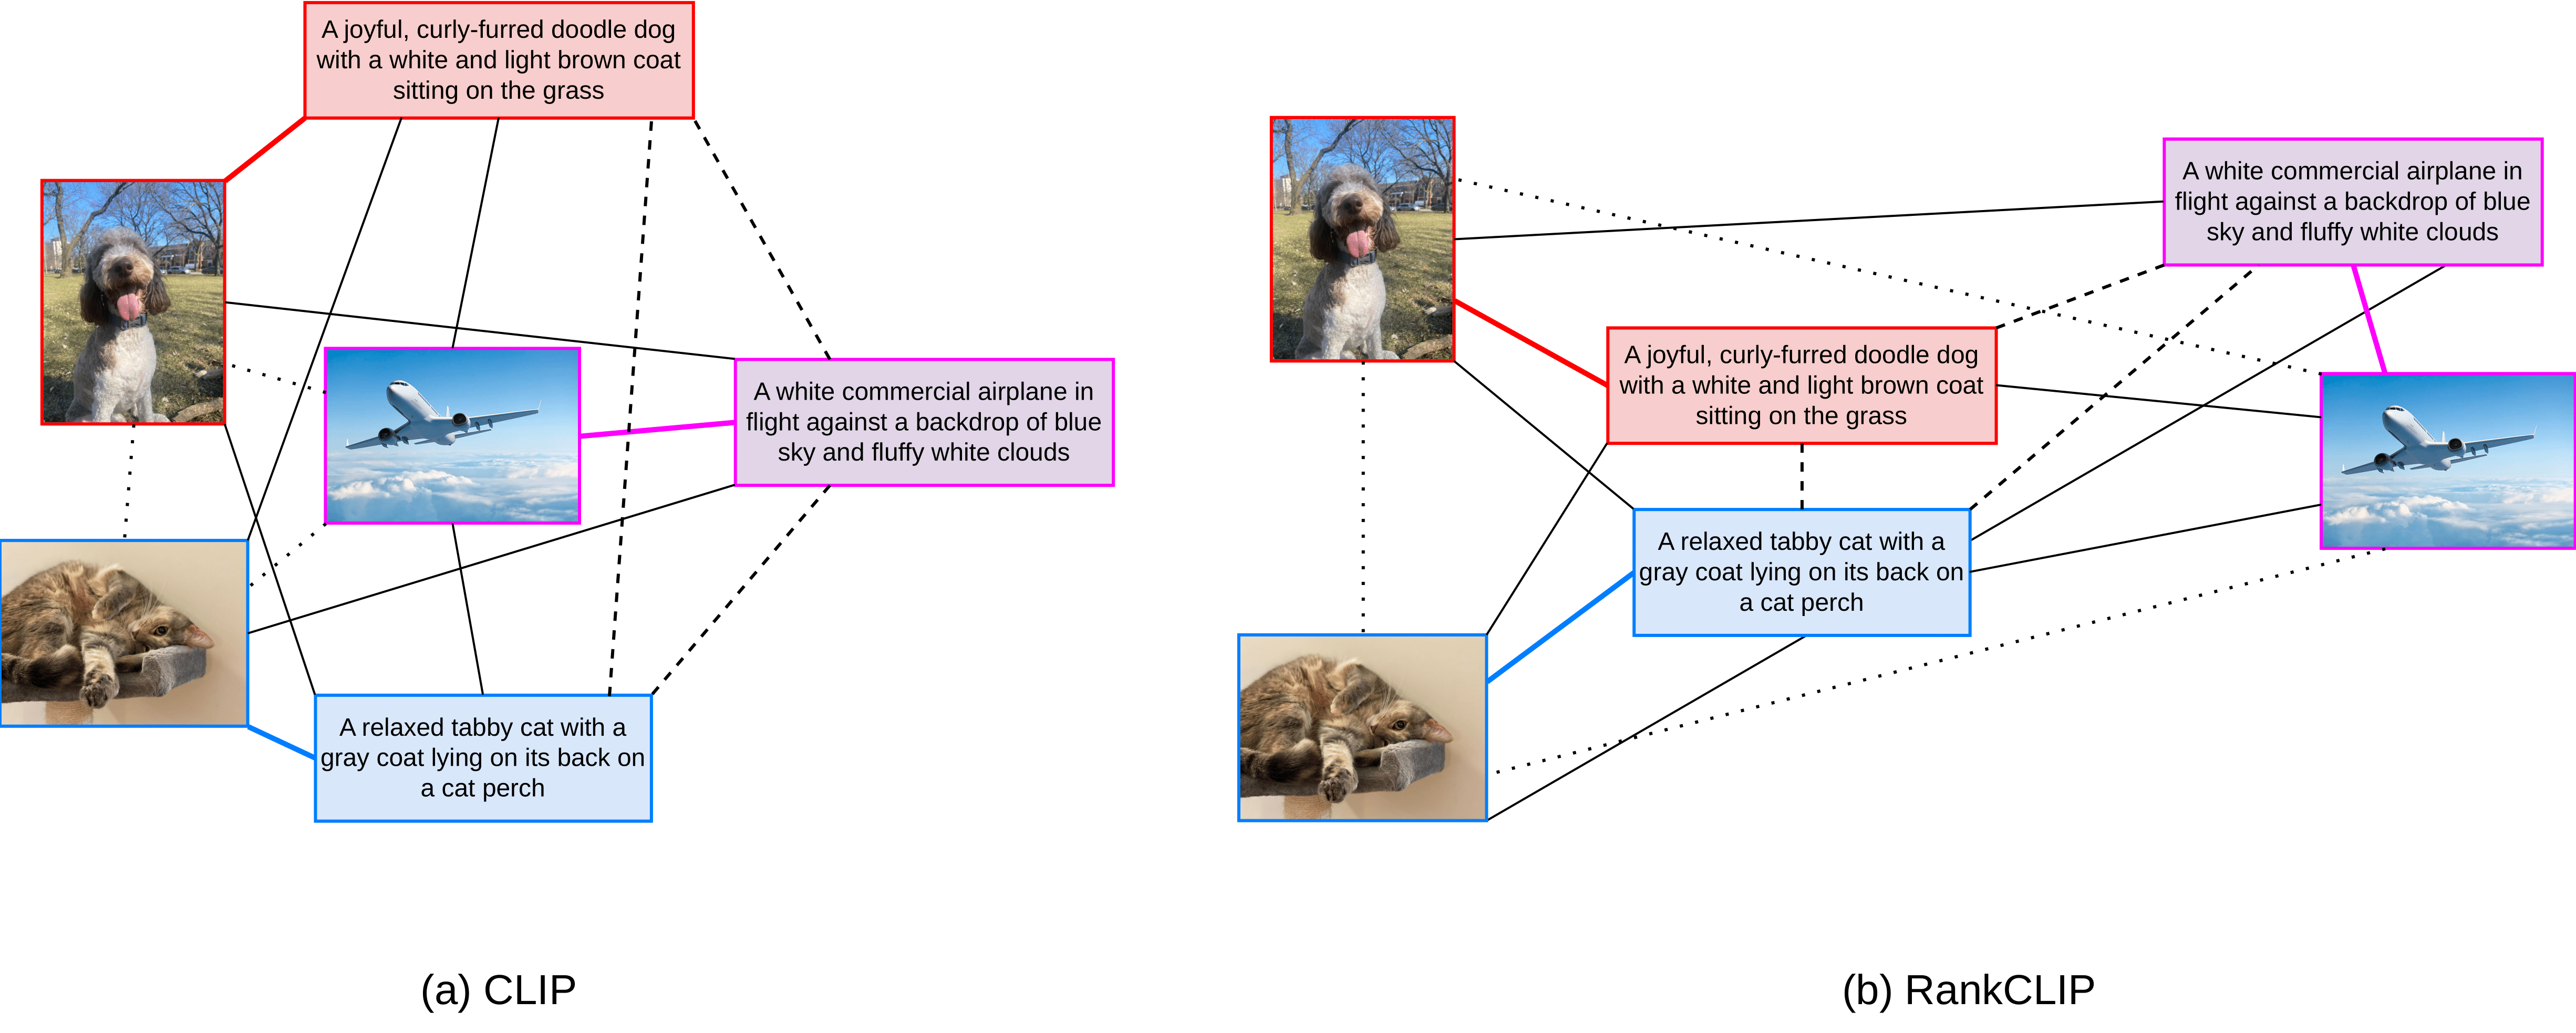 A joyful, curly-furred doodle dog
with a white and light brown coat
sitting on the grass
A white commercial airplane in
flight against a backdrop of blue
sky and fluffy white clouds
A relaxed tabby cat with a
gray coat lying on its back on
a cat perch
(a) CLIP
A white commercial airplane in
flight against a backdrop of blue
sky and fluffy white clouds
A joyful, curly-furred doodle dog
with a white and light brown coat
sitting on the grass
A relaxed tabby cat with a
gray coat lying on its back on
a cat perch
(b) RankCLIP